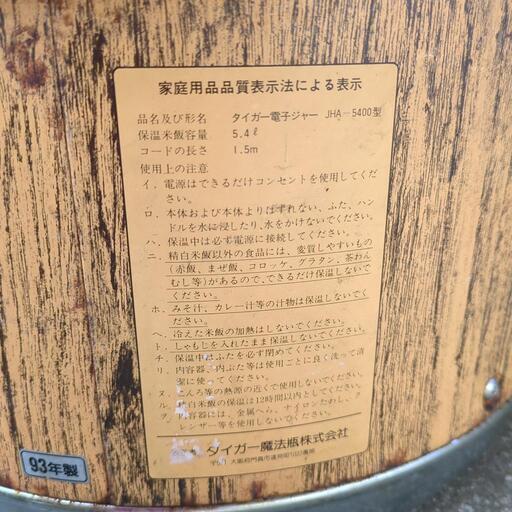 家庭用品品質表示法による表示
品名及び形名 タイガー電子ジャー JHA-5400型
保温米飯容量 5.4ℓ
コードの長さ 1.5m
使用上の注意
イ. 電源はできるだけコンセントを使用してくだ
さい。
ロ. 本体および本体よりはずれない、ふた、ハン
ドルを水に浸したり、水をかけないでください。
ハ. 保温中は必ず電源に接続してください。
ニ. 精白米飯以外の食品には、変質しやすいもの
(赤飯、まぜ飯、コロッケ、グラタン、茶わん
むし等)があるので、できるだけ保温しないで
ください。
ホ. みそ汁、カレー汁等の汁物は保温しないでく
ださい。
ヘ. 冷えた米飯の加熱はしないでください。
ト. しゃもじを入れたまま保温しないでください。
チ. 保温中はふたを必ず閉めてください。
リ. 内容器、内ぶた等は使用ごとに良く洗って清
潔に使ってください。
ヌ. こんろ等の熱源の近くで使用しないでください。
ル. 精白米飯の保温は12時間以内としてください。
ヲ. 内容器には、金属へら、ナイロンたわし、ク
レンザー等を使用しないでください。
タイガー魔法瓶株式会社
大阪府門真市速見町
93年製